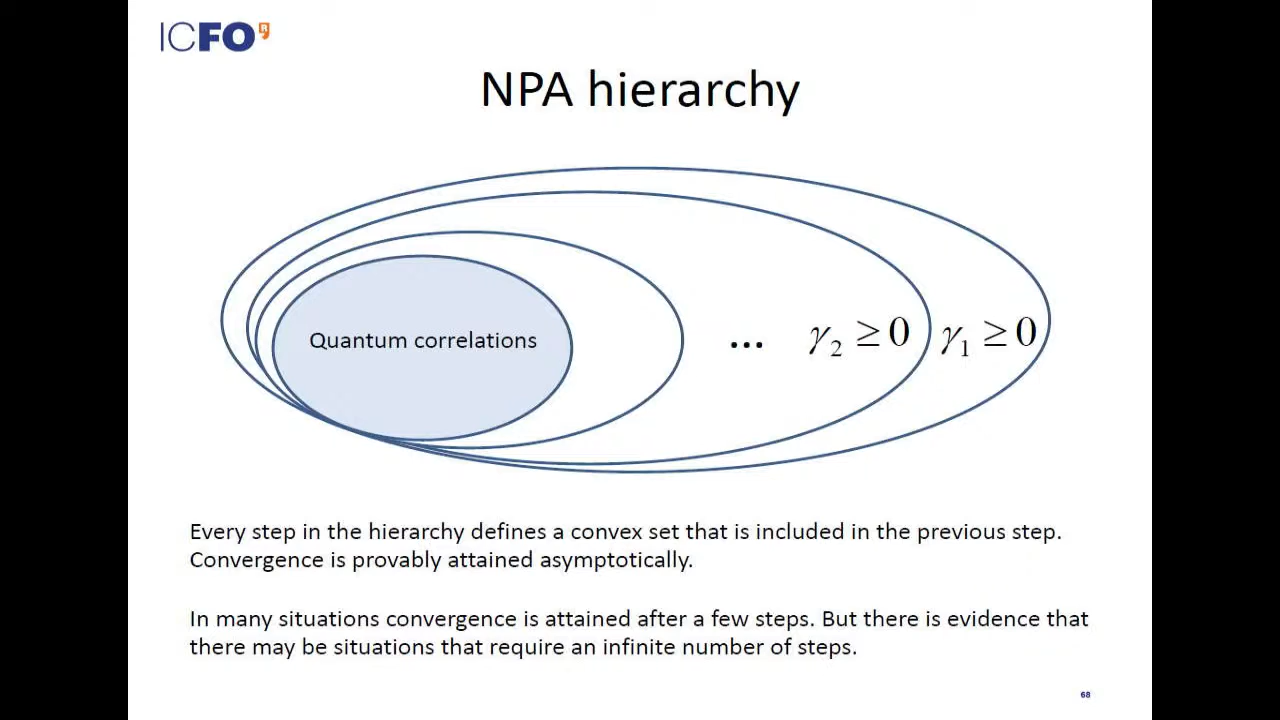 ICFO R
NPA hierarchy
Quantum correlations
... γ₂ ≥ 0 γ₁ ≥ 0
Every step in the hierarchy defines a convex set that is included in the previous step.
Convergence is provably attained asymptotically.
In many situations convergence is attained after a few steps. But there is evidence that
there may be situations that require an infinite number of steps.
68